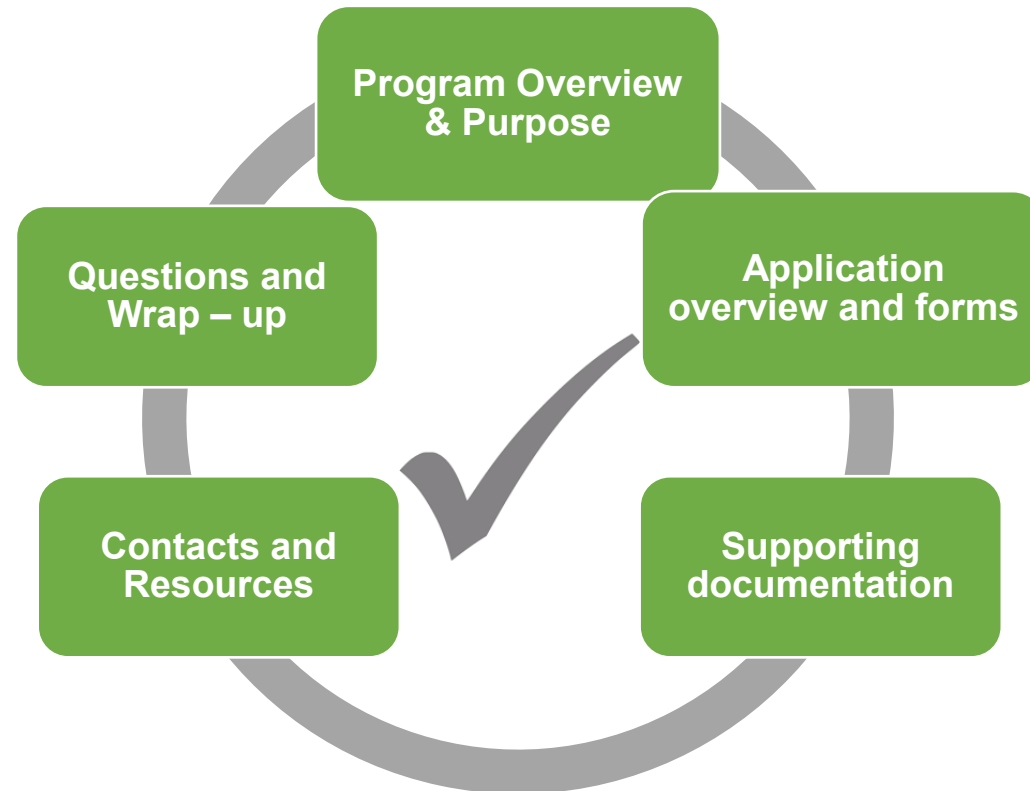 Program Overview
& Purpose
Application
overview and forms
Supporting
documentation
Contacts and
Resources
Questions and
Wrap – up